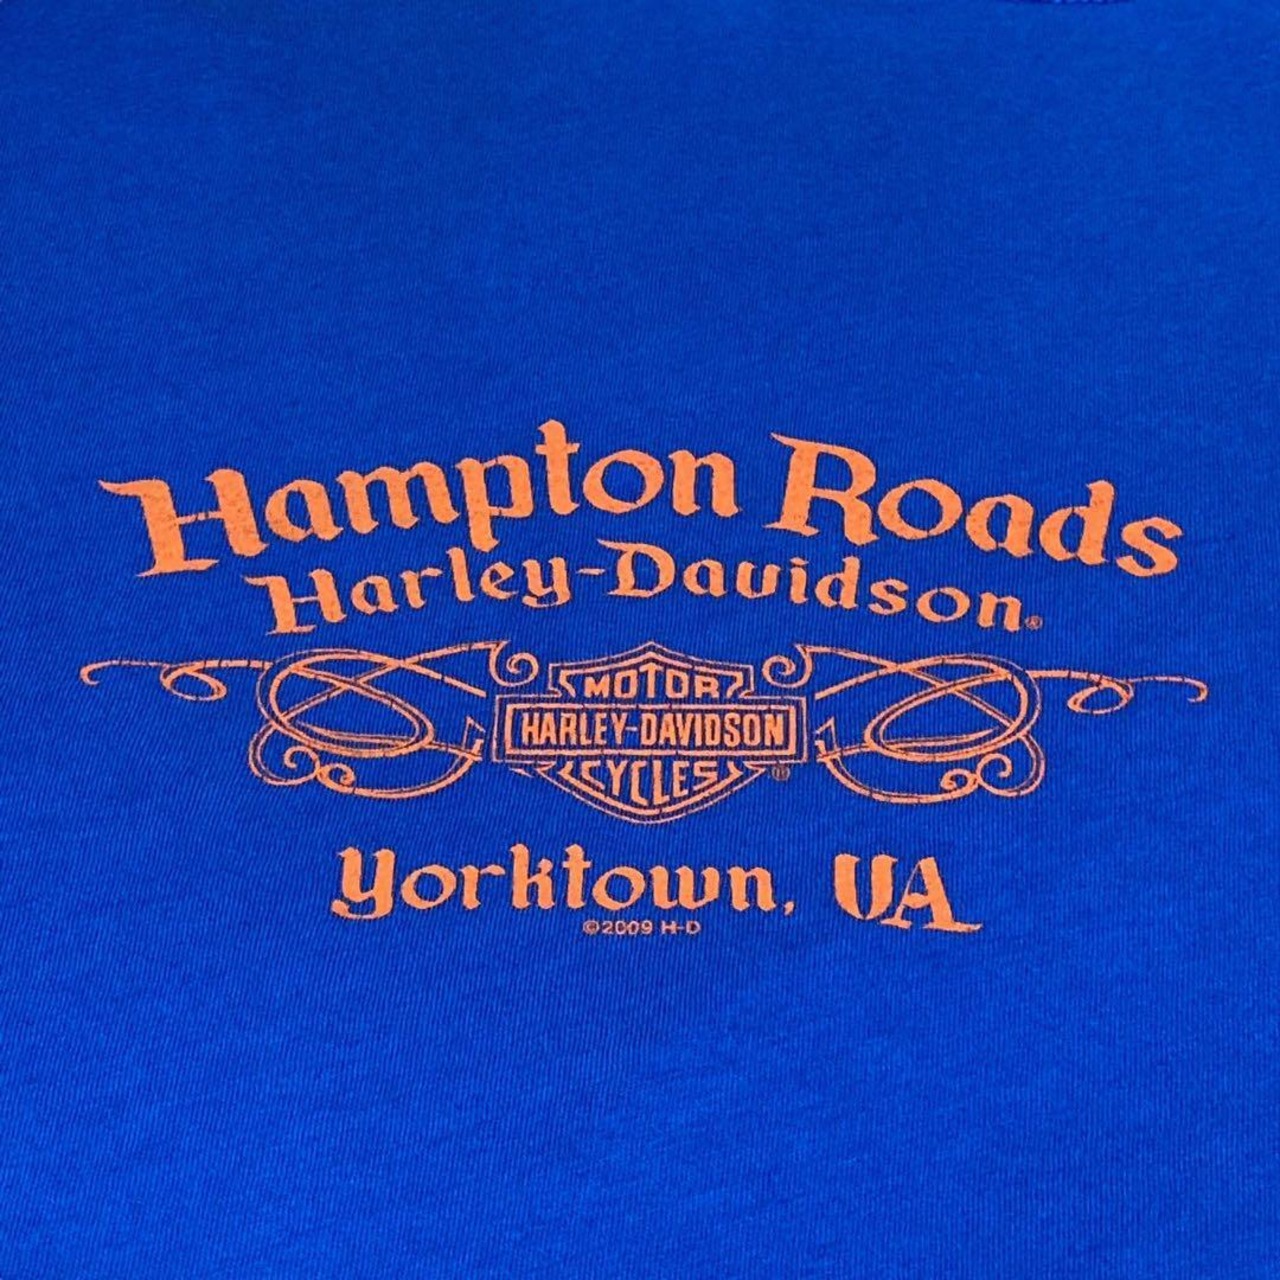 Hampton Roads
Harley-Davidson®
MOTOR
HARLEY-DAVIDSON
CYCLES®
Yorktown, VA
©2009 H-D